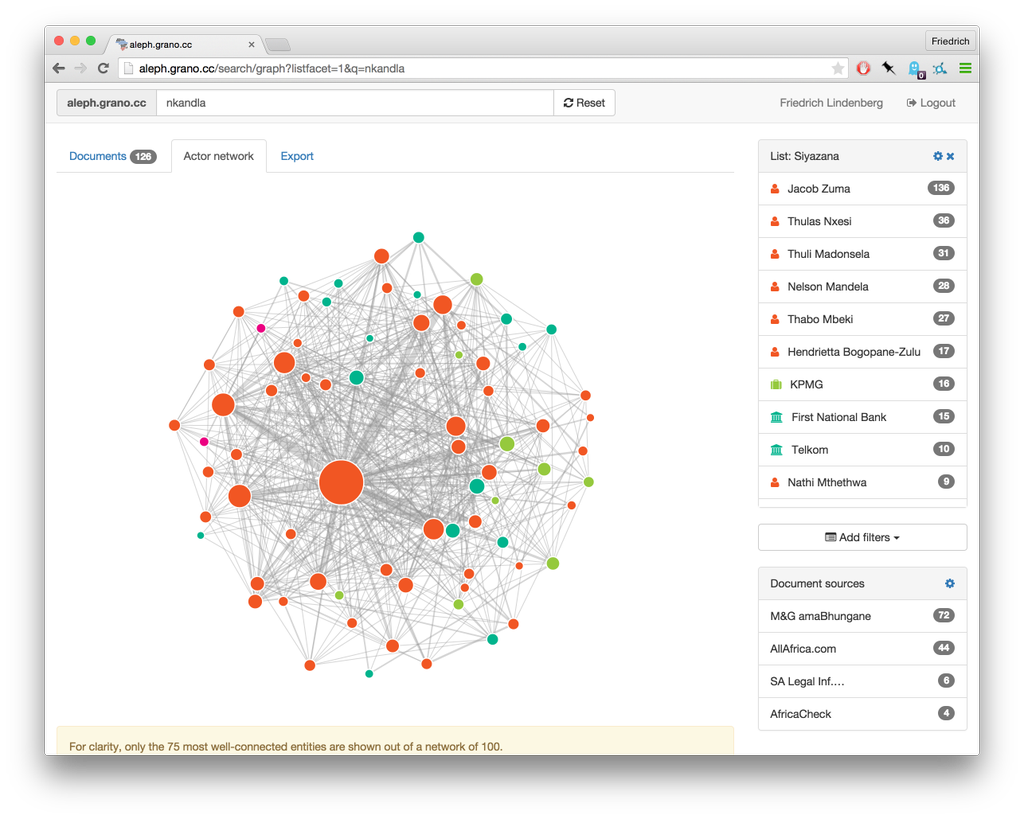 aleph.grano.cc
Friedrich
aleph.grano.cc/search/graph?listfacet=1&q=nkandla
0
aleph.grano.cc nkandla Reset Friedrich Lindenberg Logout
Documents 126 Actor network Export
List: Siyazana
Jacob Zuma 136
Thulas Nxesi 36
Thuli Madonsela 31
Nelson Mandela 28
Thabo Mbeki 27
Hendrietta Bogopane-Zulu 17
KPMG 16
First National Bank 15
Telkom 10
Nathi Mthethwa 9
Add filters
Document sources
M&G amaBhungane 72
AllAfrica.com 44
SA Legal Inf.... 6
AfricaCheck 4
For clarity, only the 75 most well-connected entities are shown out of a network of 100.